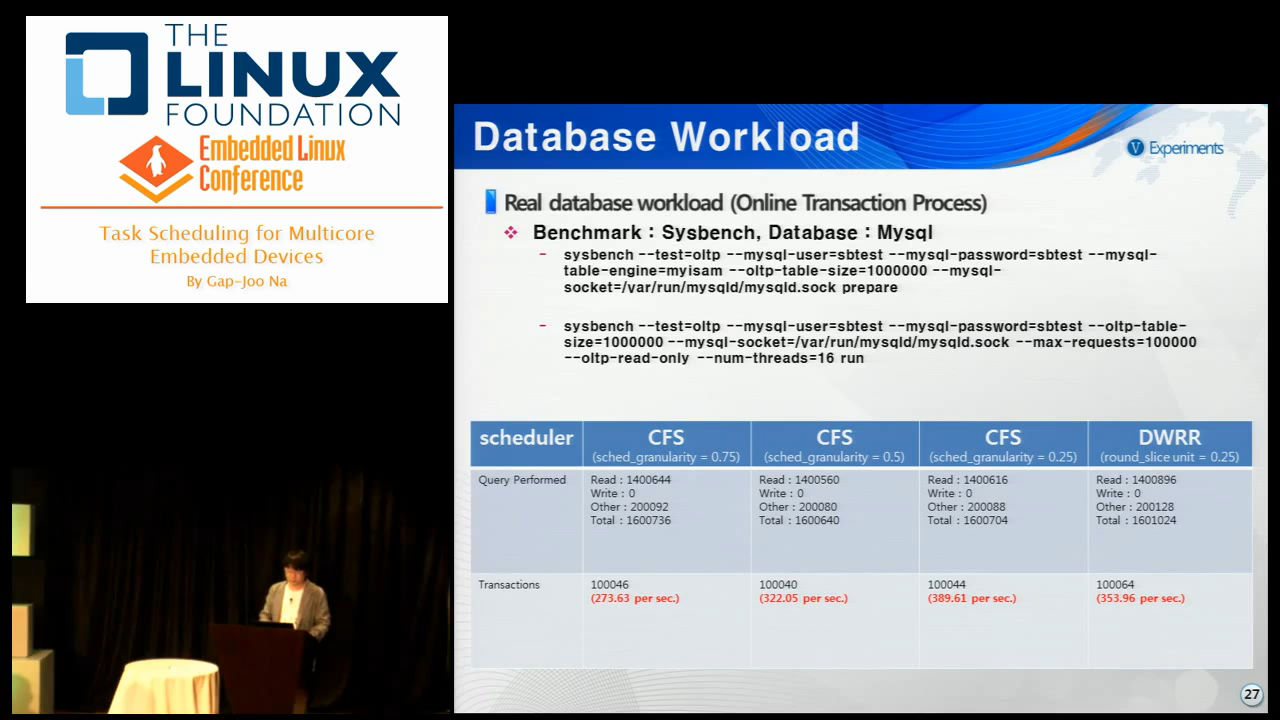 THE
LINUX
FOUNDATION
Embedded Linux
Conference
Task Scheduling for Multicore
Embedded Devices
By Gap-Joo Na
Database Workload
V Experiments
Real database workload (Online Transaction Process)
Benchmark : Sysbench, Database : Mysql
- sysbench --test=oltp --mysql-user=sbtest --mysql-password=sbtest --mysql-
table-engine=myisam --oltp-table-size=1000000 --mysql-
socket=/var/run/mysqld/mysqld.sock prepare
- sysbench --test=oltp --mysql-user=sbtest --mysql-password=sbtest --oltp-table-
size=1000000 --mysql-socket=/var/run/mysqld/mysqld.sock --max-requests=100000
--oltp-read-only --num-threads=16 run
scheduler CFS CFS CFS DWRR
(sched_granularity = 0.75) (sched_granularity = 0.5) (sched_granularity = 0.25) (round_slice unit = 0.25)
Query Performed Read : 1400644 Read : 1400560 Read : 1400616 Read : 1400896
Write : 0 Write : 0 Write : 0 Write : 0
Other : 200092 Other : 200080 Other : 200088 Other : 200128
Total : 1600736 Total : 1600640 Total : 1600704 Total : 1601024
Transactions 100046 100040 100044 100064
(273.63 per sec.) (322.05 per sec.) (389.61 per sec.) (353.96 per sec.)
27